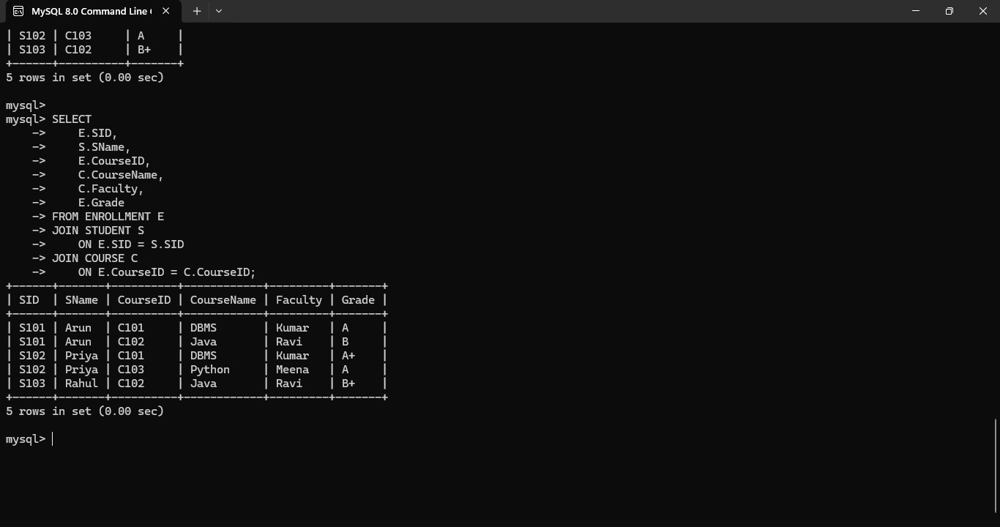 MySQL 8.0 Command Line
| S102 | C103     | A     |
| S103 | C102     | B+    |
+------+----------+-------+
5 rows in set (0.00 sec)
mysql>
mysql> SELECT
    ->     E.SID,
    ->     S.SName,
    ->     E.CourseID,
    ->     C.CourseName,
    ->     C.Faculty,
    ->     E.Grade
    -> FROM ENROLLMENT E
    -> JOIN STUDENT S
    ->     ON E.SID = S.SID
    -> JOIN COURSE C
    ->     ON E.CourseID = C.CourseID;
+------+-------+----------+------------+---------+-------+
| SID  | SName | CourseID | CourseName | Faculty | Grade |
+------+-------+----------+------------+---------+-------+
| S101 | Arun  | C101     | DBMS       | Kumar   | A     |
| S101 | Arun  | C102     | Java       | Ravi    | B     |
| S102 | Priya | C101     | DBMS       | Kumar   | A+    |
| S102 | Priya | C103     | Python     | Meena   | A     |
| S103 | Rahul | C102     | Java       | Ravi    | B+    |
+------+-------+----------+------------+---------+-------+
5 rows in set (0.00 sec)
mysql>